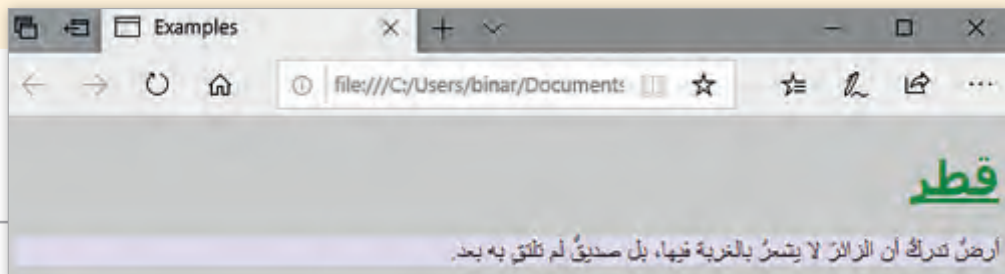 Examples
file:///C:/Users/binar/Documents
قطر
أرضٌ تدركُ أن الزائرَ لا يشعرُ بالغربة فيها، بل صديقٌ لم تلتقِ به بعد.